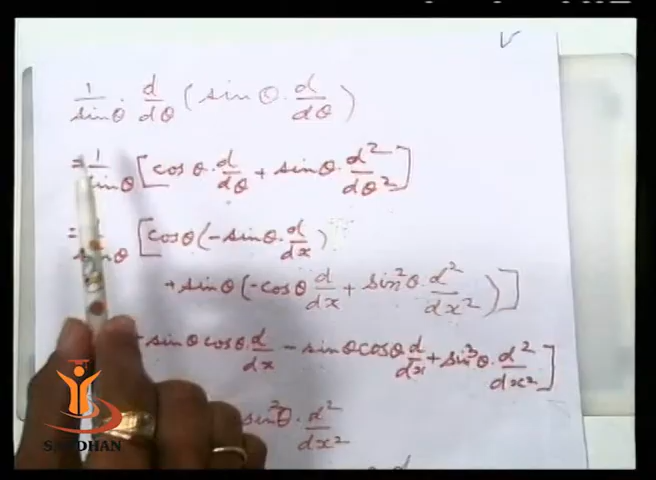 1/sinθ · d/dθ (sinθ · d/dθ)
= 1/sinθ [cosθ · d/dθ + sinθ · d²/dθ²]
= 1/sinθ [cosθ(-sinθ · d/dx)
+ sinθ(-cosθ d/dx + sin²θ · d²/dx²)]
- sinθ cosθ · d/dx - sinθ cosθ d/dx + sin³θ · d²/dx²]
sin²θ · d²/dx²
d